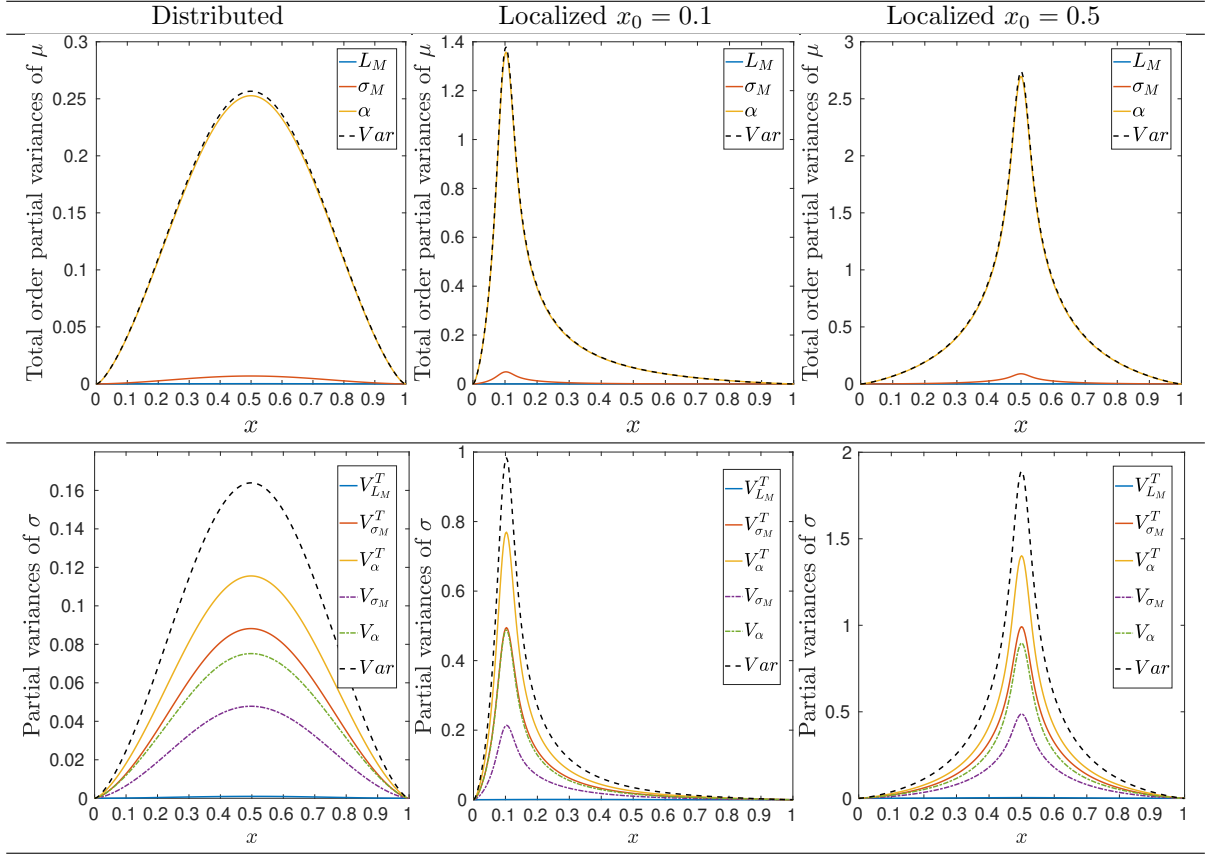 Distributed Localized $x_0 = 0.1$ Localized $x_0 = 0.5$
Total order partial variances of $\mu$
0.3
0.25
0.2
0.15
0.1
0.05
0
0 0.1 0.2 0.3 0.4 0.5 0.6 0.7 0.8 0.9 1
$x$
$L_M$
$\sigma_M$
$\alpha$
$Var$
Total order partial variances of $\mu$
1.4
1.2
1
0.8
0.6
0.4
0.2
0
0 0.1 0.2 0.3 0.4 0.5 0.6 0.7 0.8 0.9 1
$x$
$L_M$
$\sigma_M$
$\alpha$
$Var$
Total order partial variances of $\mu$
3
2.5
2
1.5
1
0.5
0
0 0.1 0.2 0.3 0.4 0.5 0.6 0.7 0.8 0.9 1
$x$
$L_M$
$\sigma_M$
$\alpha$
$Var$
Partial variances of $\sigma$
0.16
0.14
0.12
0.1
0.08
0.06
0.04
0.02
0
0 0.1 0.2 0.3 0.4 0.5 0.6 0.7 0.8 0.9 1
$x$
$V^T_{L_M}$
$V^T_{\sigma_M}$
$V^T_\alpha$
$V_{\sigma_M}$
$V_\alpha$
$Var$
Partial variances of $\sigma$
1
0.8
0.6
0.4
0.2
0
0 0.1 0.2 0.3 0.4 0.5 0.6 0.7 0.8 0.9 1
$x$
$V^T_{L_M}$
$V^T_{\sigma_M}$
$V^T_\alpha$
$V_{\sigma_M}$
$V_\alpha$
$Var$
Partial variances of $\sigma$
2
1.5
1
0.5
0
0 0.1 0.2 0.3 0.4 0.5 0.6 0.7 0.8 0.9 1
$x$
$V^T_{L_M}$
$V^T_{\sigma_M}$
$V^T_\alpha$
$V_{\sigma_M}$
$V_\alpha$
$Var$